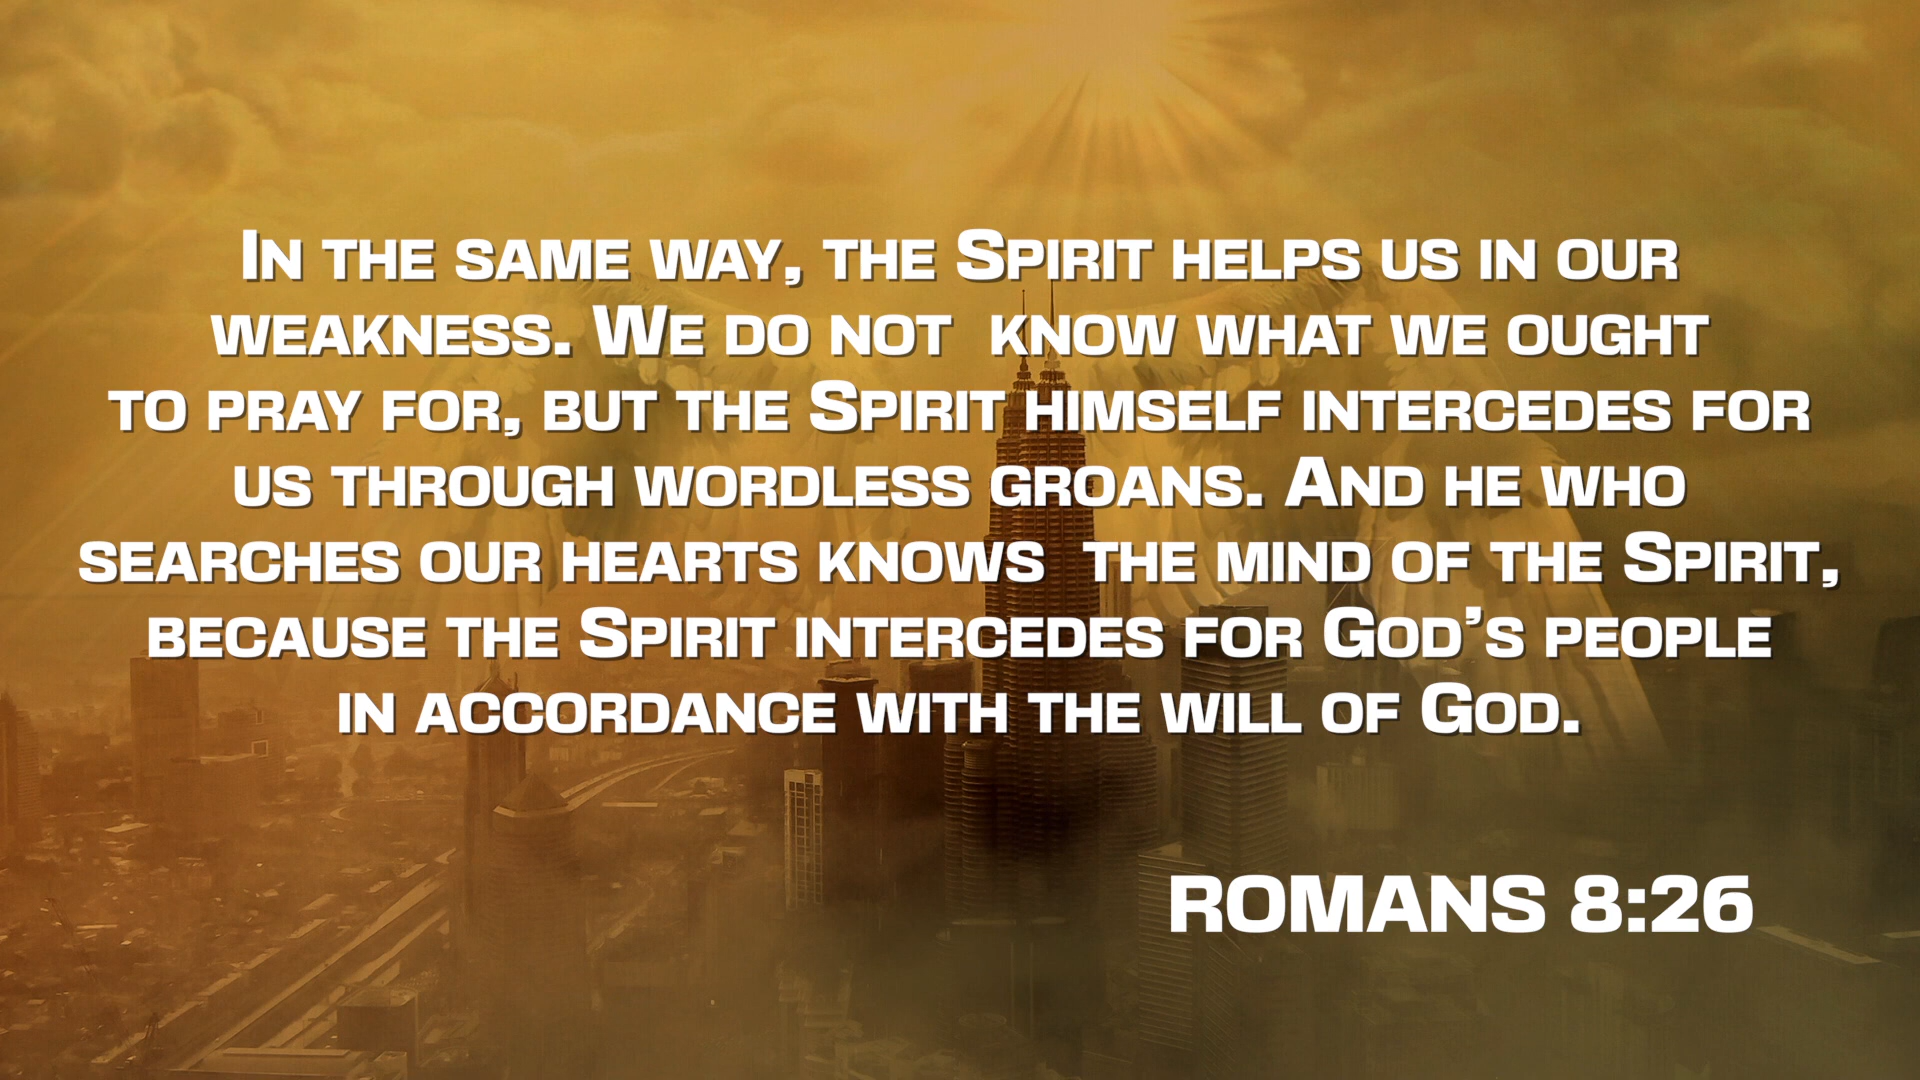 In the same way, the Spirit helps us in our
weakness. We do not know what we ought
to pray for, but the Spirit himself intercedes for
us through wordless groans. And he who
searches our hearts knows the mind of the Spirit,
because the Spirit intercedes for God’s people
in accordance with the will of God.
ROMANS 8:26